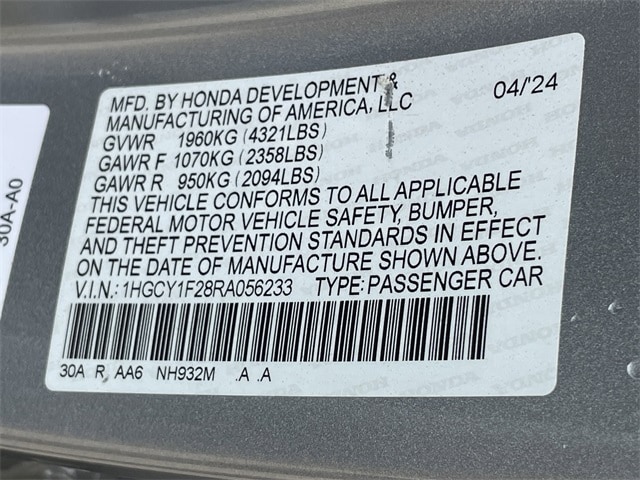 MFD. BY HONDA DEVELOPMENT &
MANUFACTURING OF AMERICA, LLC 04/'24
GVWR 1960KG (4321LBS)
GAWR F 1070KG (2358LBS)
GAWR R 950KG (2094LBS)
THIS VEHICLE CONFORMS TO ALL APPLICABLE
FEDERAL MOTOR VEHICLE SAFETY, BUMPER,
AND THEFT PREVENTION STANDARDS IN EFFECT
ON THE DATE OF MANUFACTURE SHOWN ABOVE.
V.I.N.: 1HGCY1F28RA056233 TYPE: PASSENGER CAR
30A R AA6 NH932M .A .A
30A-A0